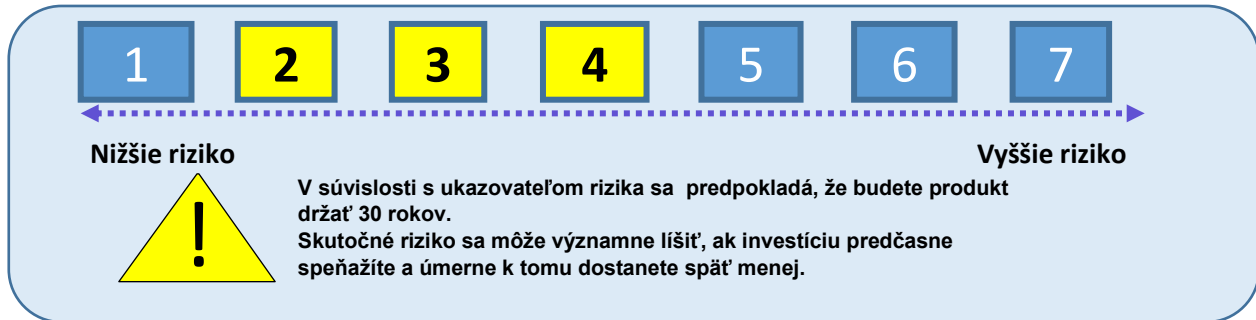 1 2 3 4 5 6 7
Nižšie riziko Vyššie riziko
!
V súvislosti s ukazovateľom rizika sa predpokladá, že budete produkt
držať 30 rokov.
Skutočné riziko sa môže významne líšiť, ak investíciu predčasne
speňažíte a úmerne k tomu dostanete späť menej.